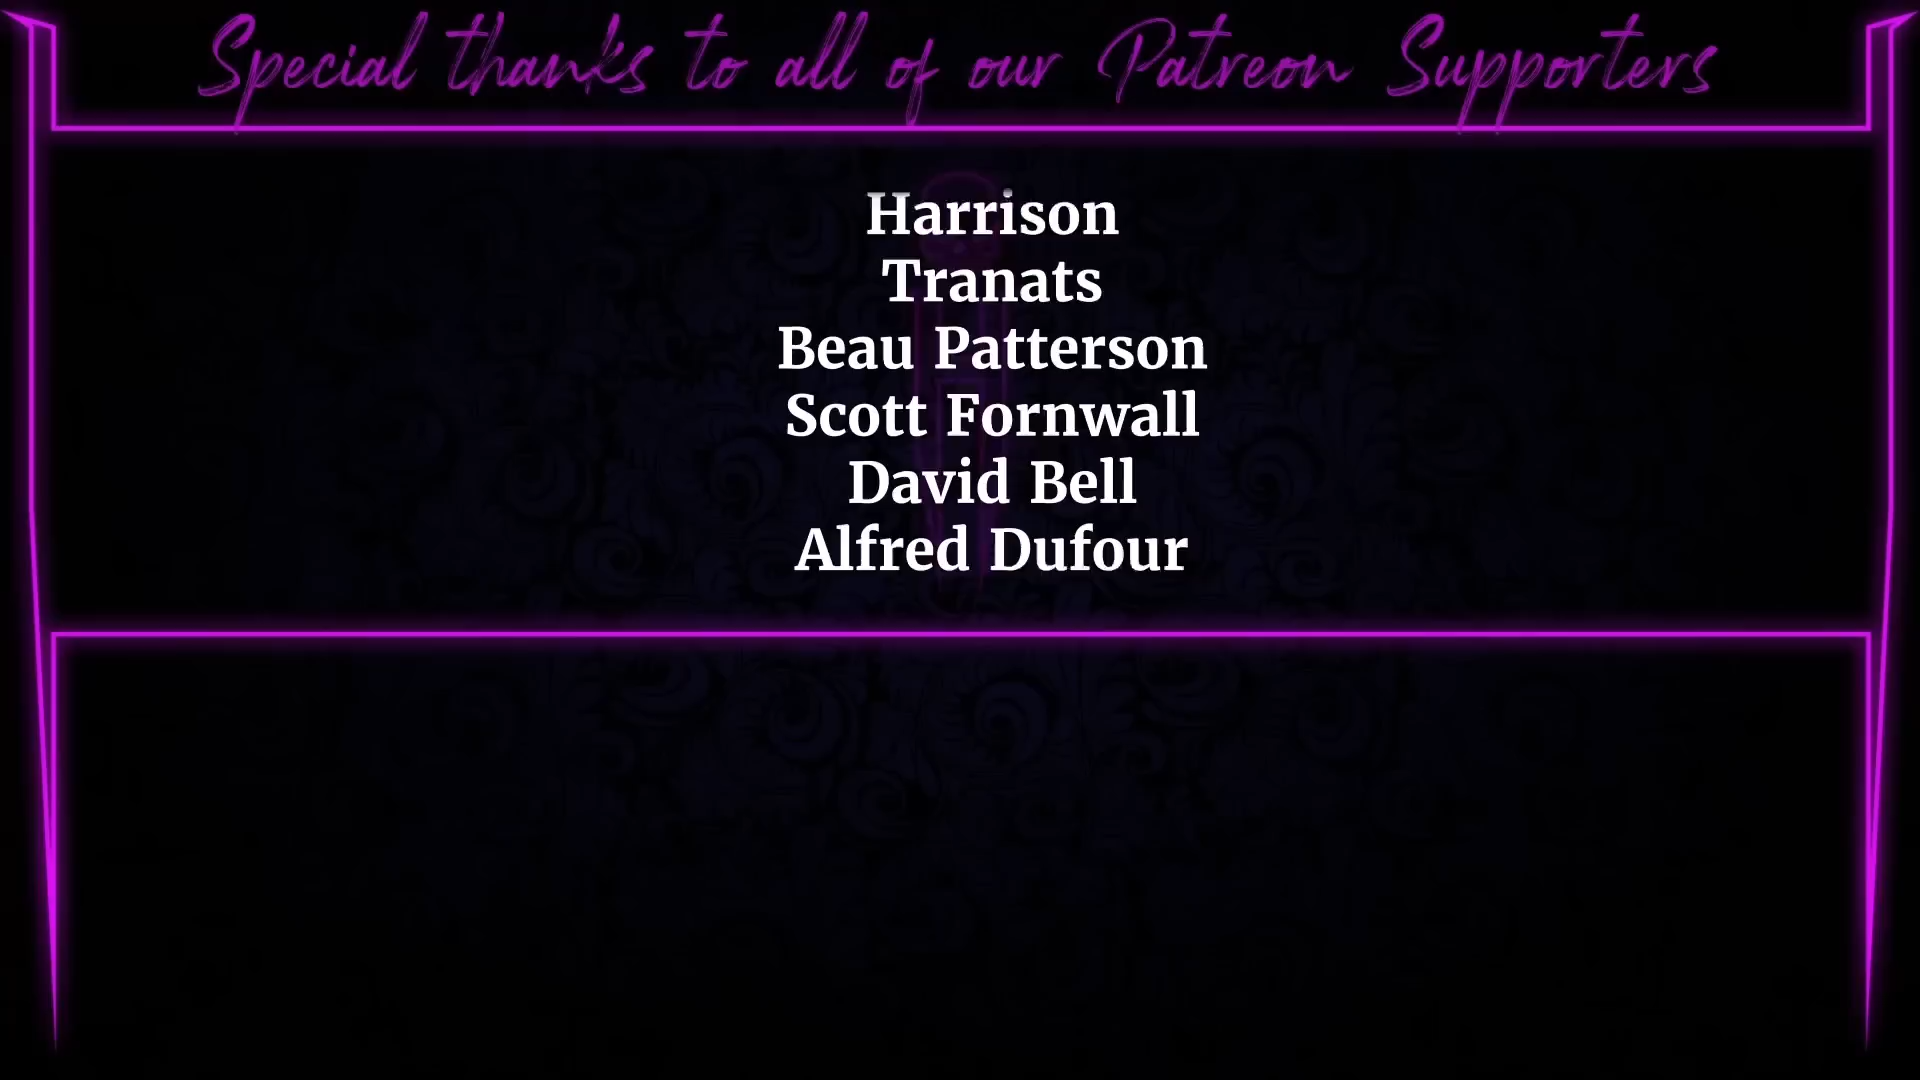 Special thanks to all of our Patreon Supporters
Harrison
Tranats
Beau Patterson
Scott Fornwall
David Bell
Alfred Dufour